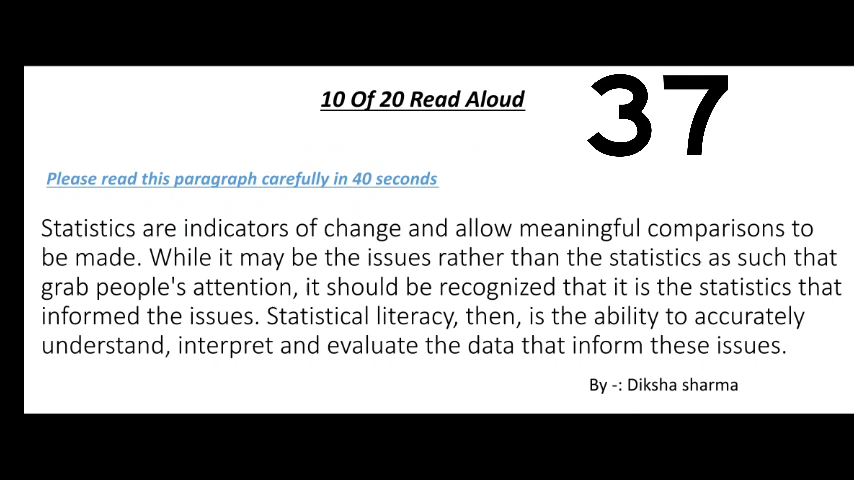 10 Of 20 Read Aloud
37
Please read this paragraph carefully in 40 seconds
Statistics are indicators of change and allow meaningful comparisons to
be made. While it may be the issues rather than the statistics as such that
grab people's attention, it should be recognized that it is the statistics that
informed the issues. Statistical literacy, then, is the ability to accurately
understand, interpret and evaluate the data that inform these issues.
By -: Diksha sharma